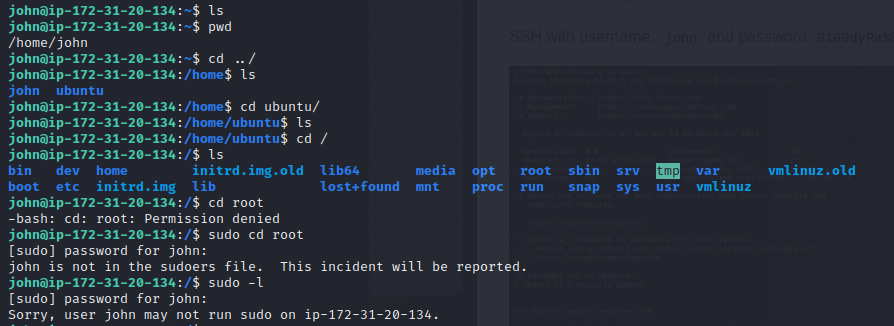 john@ip-172-31-20-134:~$ ls
john@ip-172-31-20-134:~$ pwd
/home/john
john@ip-172-31-20-134:~$ cd ../
john@ip-172-31-20-134:/home$ ls
john  ubuntu
john@ip-172-31-20-134:/home$ cd ubuntu/
john@ip-172-31-20-134:/home/ubuntu$ ls
john@ip-172-31-20-134:/home/ubuntu$ cd /
john@ip-172-31-20-134:/$ ls
bin   dev  home        initrd.img.old  lib64       media  opt   root  sbin  srv  tmp  var      vmlinuz.old
boot  etc  initrd.img  lib             lost+found  mnt    proc  run   snap  sys  usr  vmlinuz
john@ip-172-31-20-134:/$ cd root
-bash: cd: root: Permission denied
john@ip-172-31-20-134:/$ sudo cd root
[sudo] password for john:
john is not in the sudoers file.  This incident will be reported.
john@ip-172-31-20-134:/$ sudo -l
[sudo] password for john:
Sorry, user john may not run sudo on ip-172-31-20-134.
SSH with username: john and password